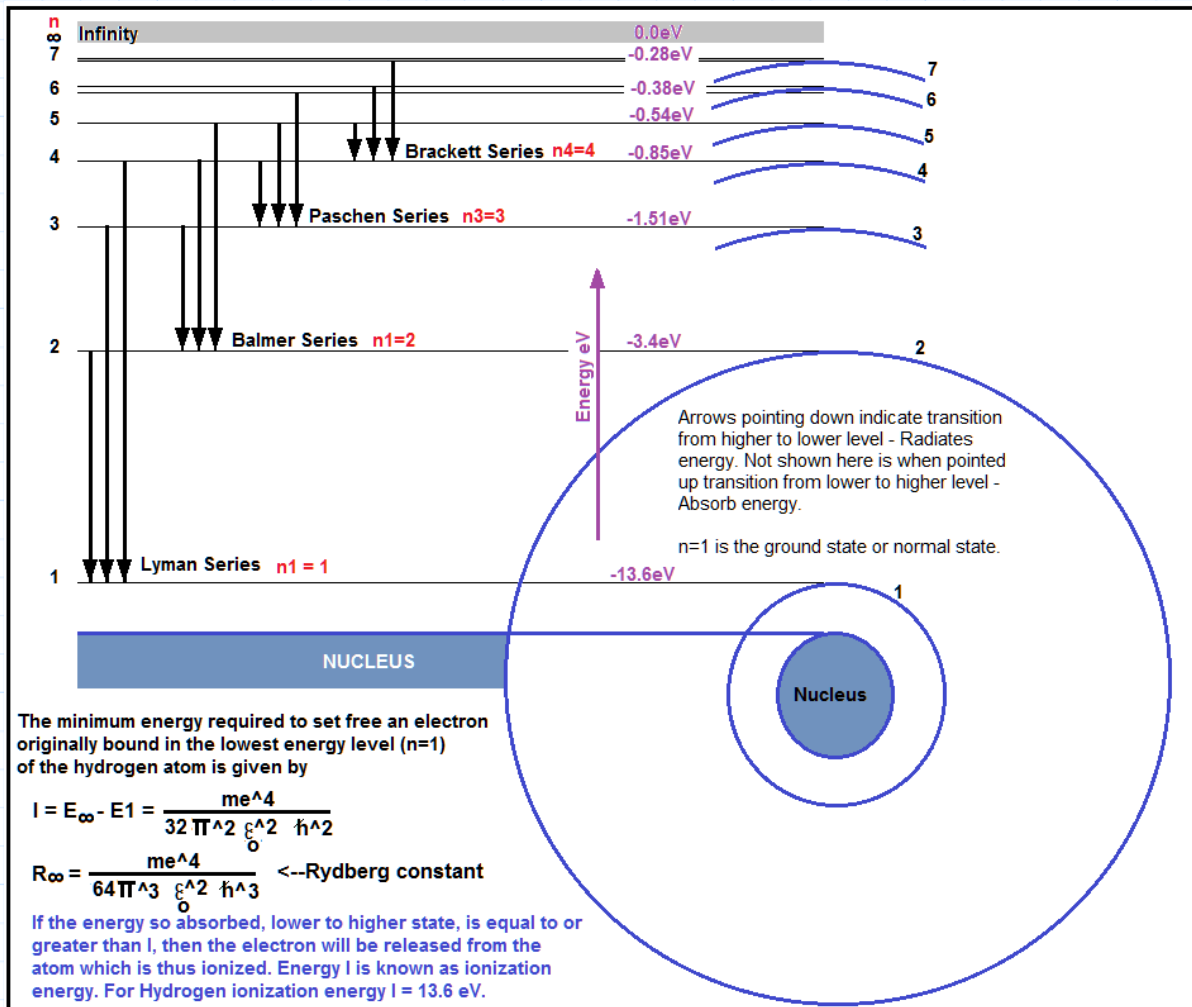 n
∞ Infinity 0.0eV
7 -0.28eV
7
6 -0.38eV
6
5 -0.54eV
5
Brackett Series n4=4
4 -0.85eV
4
Paschen Series n3=3
3 -1.51eV
3
Energy eV
Balmer Series n1=2
2 -3.4eV
2
Arrows pointing down indicate transition
from higher to lower level - Radiates
energy. Not shown here is when pointed
up transition from lower to higher level -
Absorb energy.
n=1 is the ground state or normal state.
Lyman Series n1 = 1
1 -13.6eV
1
NUCLEUS
Nucleus
The minimum energy required to set free an electron
originally bound in the lowest energy level (n=1)
of the hydrogen atom is given by
I = E∞ - E1 = me^4
32 π^2 ε^2 ħ^2
o
R∞ = me^4 <--Rydberg constant
64π^3 ε^2 ħ^3
o
If the energy so absorbed, lower to higher state, is equal to or
greater than I, then the electron will be released from the
atom which is thus ionized. Energy I is known as ionization
energy. For Hydrogen ionization energy I = 13.6 eV.